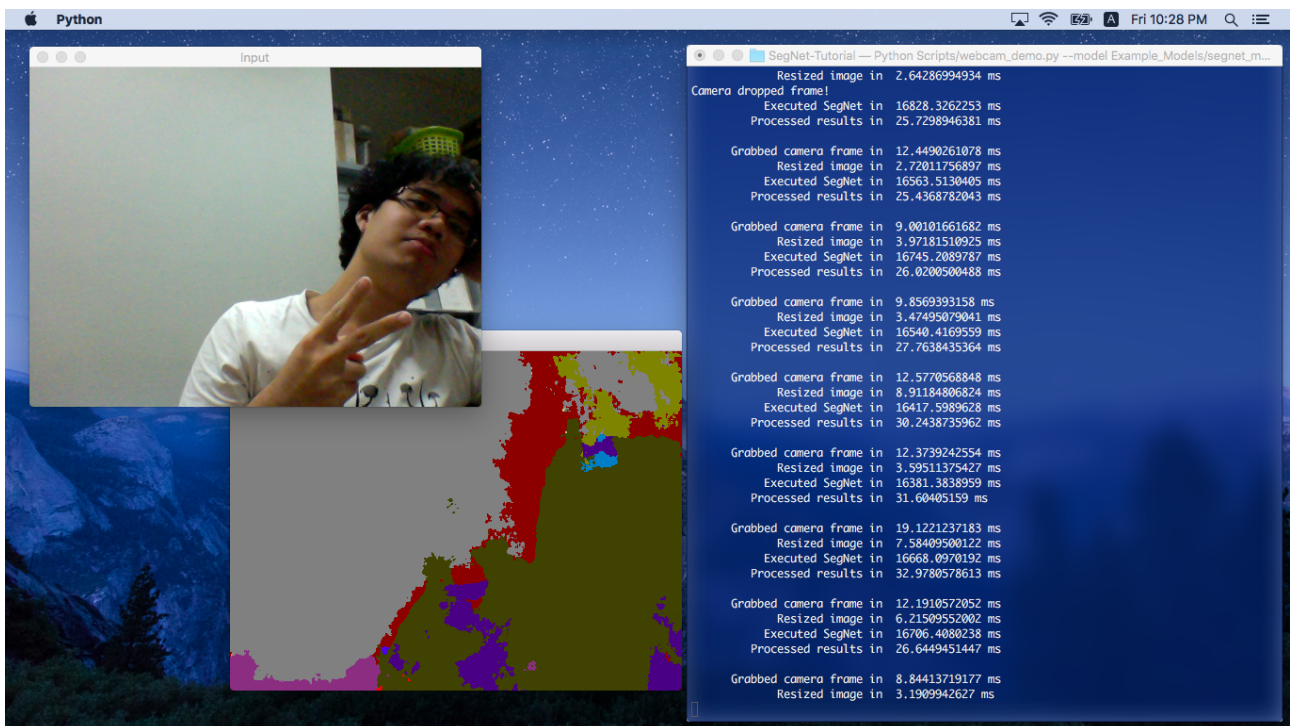 Python
A Fri 10:28 PM
input
SegNet-Tutorial — Python Scripts/webcam_demo.py --model Example_Models/segnet_m...
Resized image in 2.64286994934 ms
Camera dropped frame!
Executed SegNet in 16828.3262253 ms
Processed results in 25.7298946381 ms
Grabbed camera frame in 12.4490261078 ms
Resized image in 2.72011756897 ms
Executed SegNet in 16563.5130405 ms
Processed results in 25.4368782043 ms
Grabbed camera frame in 9.00101661682 ms
Resized image in 3.97181510925 ms
Executed SegNet in 16745.2089787 ms
Processed results in 26.0200500488 ms
Grabbed camera frame in 9.8569393158 ms
Resized image in 3.47495079041 ms
Executed SegNet in 16540.4169559 ms
Processed results in 27.7638435364 ms
Grabbed camera frame in 12.5770568848 ms
Resized image in 8.91184806824 ms
Executed SegNet in 16417.5989628 ms
Processed results in 30.2438735962 ms
Grabbed camera frame in 12.3739242554 ms
Resized image in 3.59511375427 ms
Executed SegNet in 16381.3838959 ms
Processed results in 31.60405159 ms
Grabbed camera frame in 19.1221237183 ms
Resized image in 7.58409500122 ms
Executed SegNet in 16668.0970192 ms
Processed results in 32.9780578613 ms
Grabbed camera frame in 12.1910572052 ms
Resized image in 6.21509552002 ms
Executed SegNet in 16706.4080238 ms
Processed results in 26.6449451447 ms
Grabbed camera frame in 8.84413719177 ms
Resized image in 3.1909942627 ms